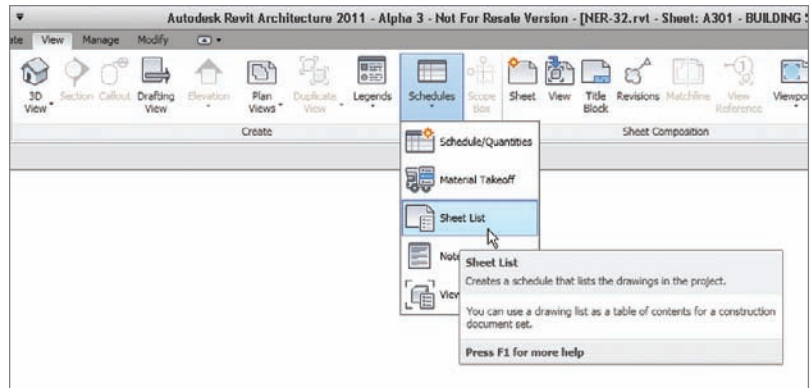 Autodesk Revit Architecture 2011 - Alpha 3 - Not For Resale Version - [NER-32.rvt - Sheet: A301 - BUILDING
View Manage Modify
3D View
Section
Callout
Drafting View
Elevation
Plan Views
Duplicate View
Legends
Schedules
Scope Box
Sheet
View
Title Block
Revisions
Matchline
View Reference
Create
Sheet Composition
Schedule/Quantities
Material Takeoff
Sheet List
Note
View
Sheet List
Creates a schedule that lists the drawings in the project.
You can use a drawing list as a table of contents for a construction
document set.
Press F1 for more help